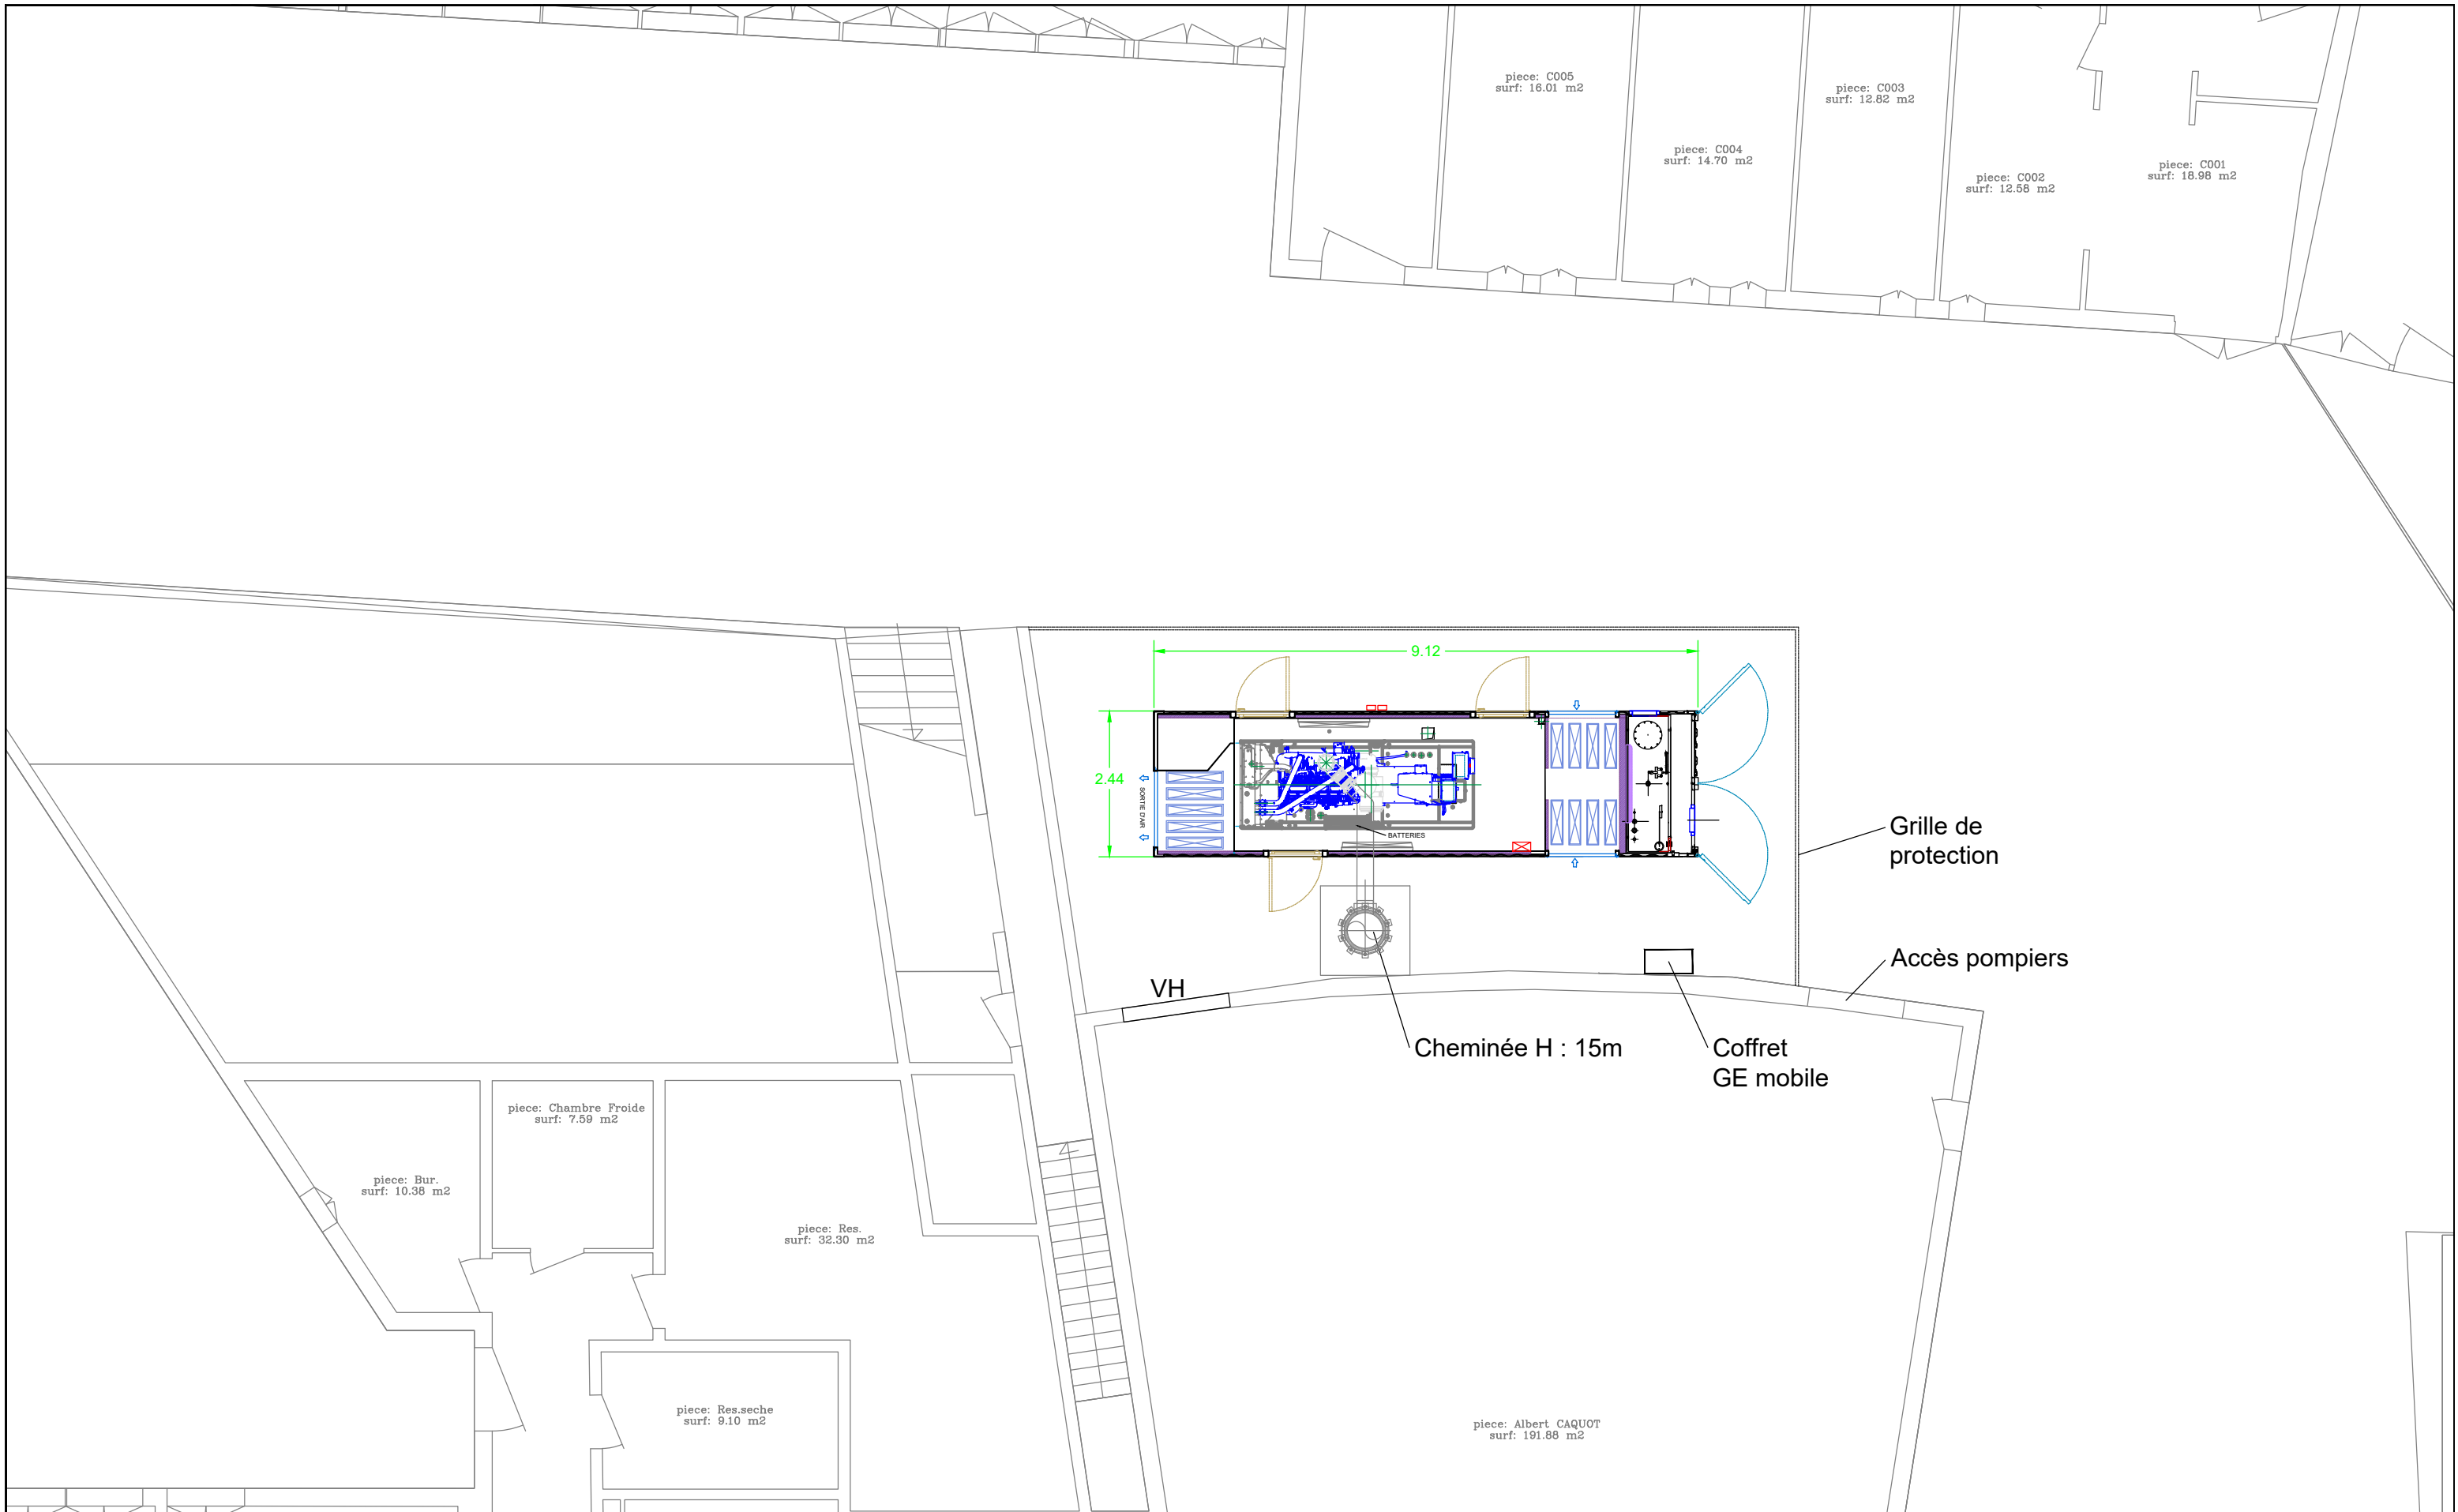 piece: C005
surf: 16.01 m2
piece: C003
surf: 12.82 m2
piece: C004
surf: 14.70 m2
piece: C001
surf: 18.98 m2
piece: C002
surf: 12.58 m2
9.12
2.44
SORTIE D'AIR
BATTERIES
Grille de
protection
Accès pompiers
VH
Cheminée H : 15m
Coffret
GE mobile
piece: Chambre Froide
surf: 7.59 m2
piece: Bur.
surf: 10.38 m2
piece: Res.
surf: 32.30 m2
piece: Res.seche
surf: 9.10 m2
piece: Albert CAQUOT
surf: 191.88 m2